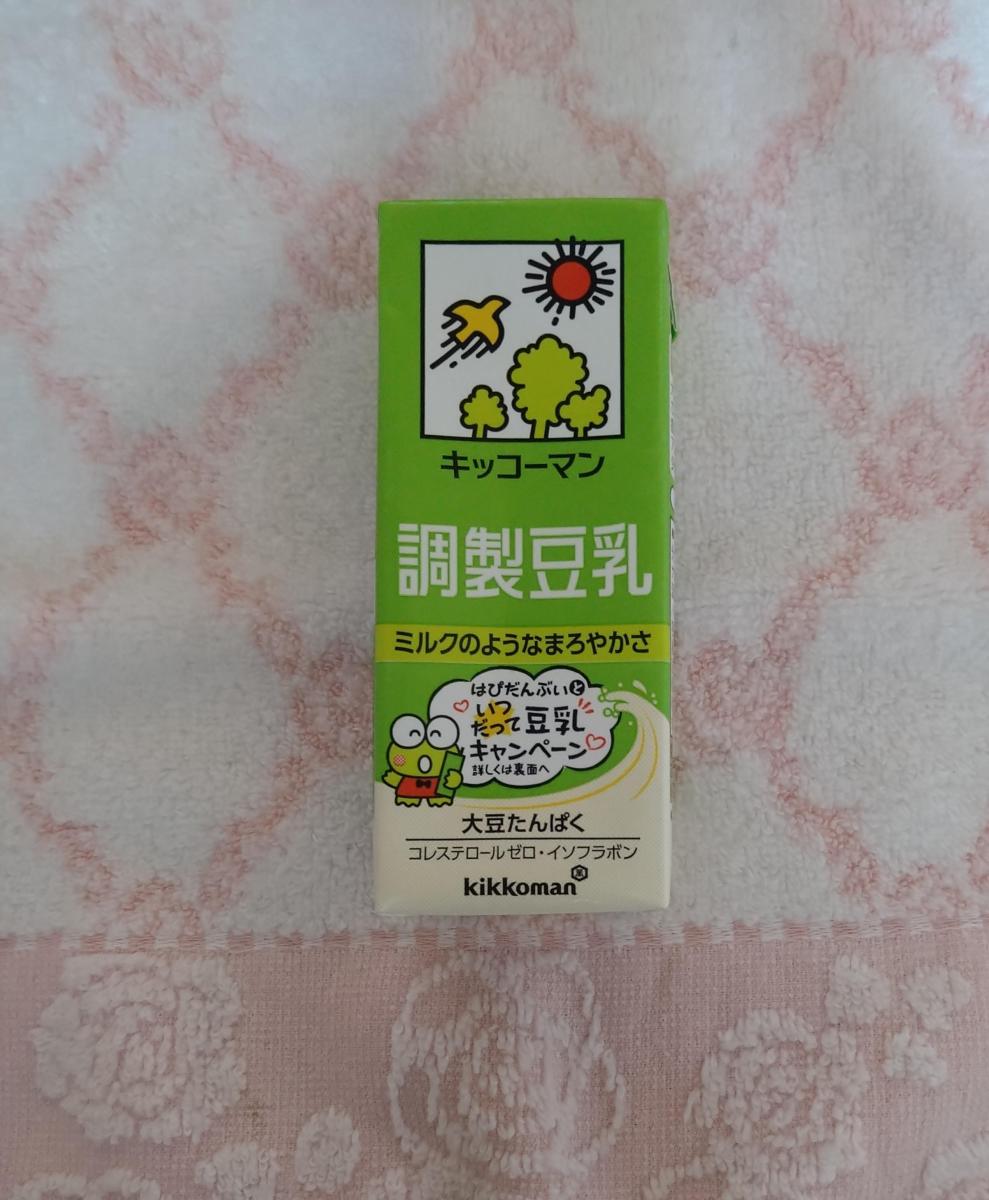 キッコーマン
調製豆乳
ミルクのようなまろやかさ
はぴだんぶいと
いつ
だって豆乳
キャンペーン
詳しくは裏面へ
大豆たんぱく
コレステロールゼロ・イソフラボン
kikkoman